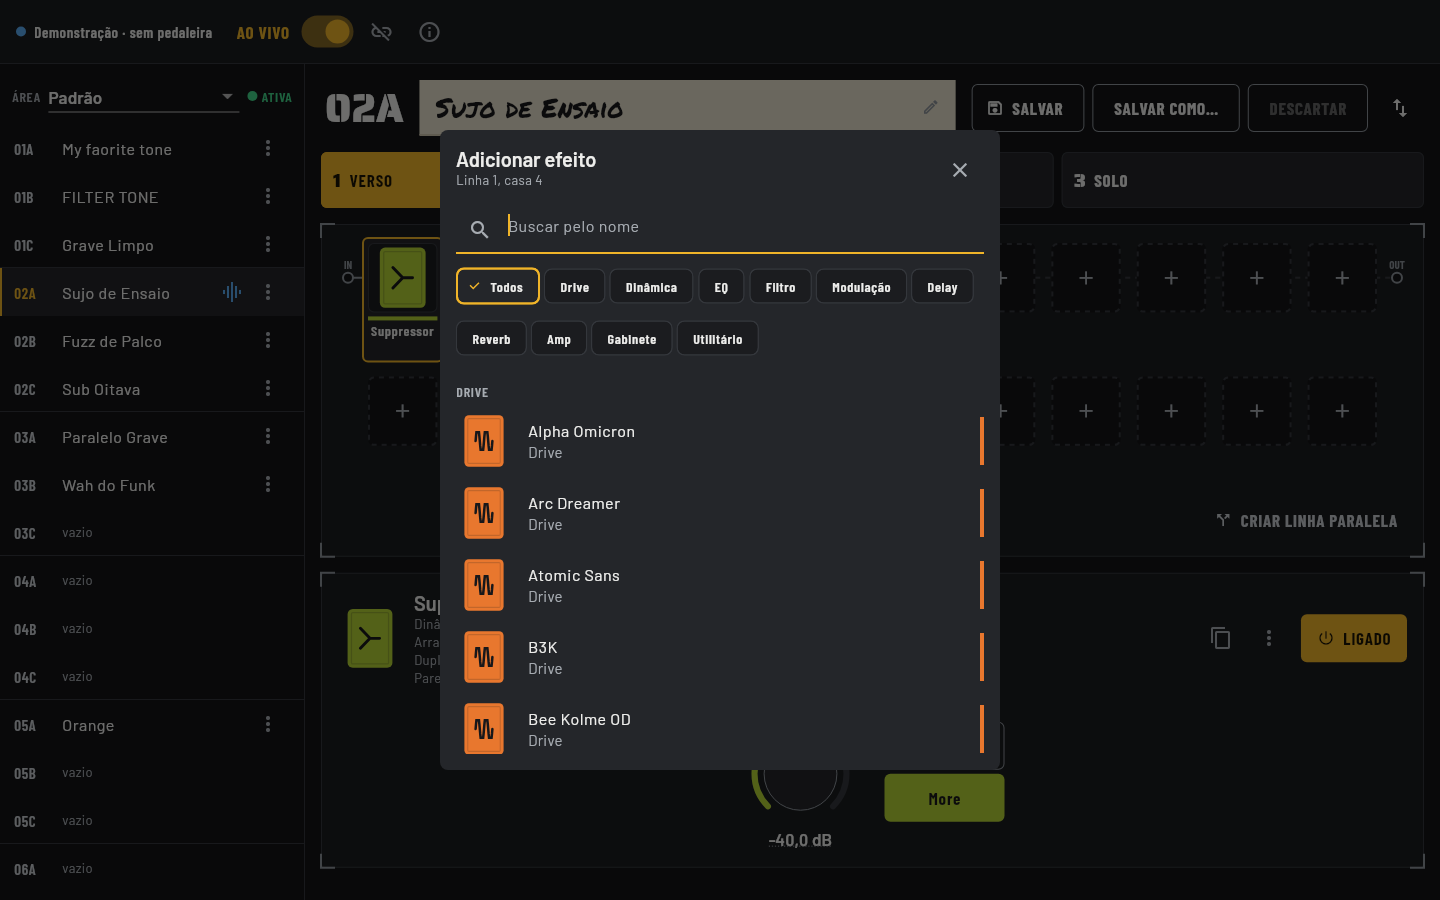 Demonstração · sem pedaleira
AO VIVO
ÁREA Padrão ATIVA
01A My faorite tone
01B FILTER TONE
01C Grave Limpo
02A Sujo de Ensaio
02B Fuzz de Palco
02C Sub Oitava
03A Paralelo Grave
03B Wah do Funk
03C vazio
04A vazio
04B vazio
04C vazio
05A Orange
05B vazio
05C vazio
06A vazio
02A
Sujo de Ensaio
SALVAR
SALVAR COMO...
DESCARTAR
1 VERSO
3 SOLO
IN
Suppressor
OUT
CRIAR LINHA PARALELA
LIGADO
More
-40,0 dB
Adicionar efeito
Linha 1, casa 4
Buscar pelo nome
Todos
Drive
Dinâmica
EQ
Filtro
Modulação
Delay
Reverb
Amp
Gabinete
Utilitário
DRIVE
Alpha Omicron
Drive
Arc Dreamer
Drive
Atomic Sans
Drive
B3K
Drive
Bee Kolme OD
Drive